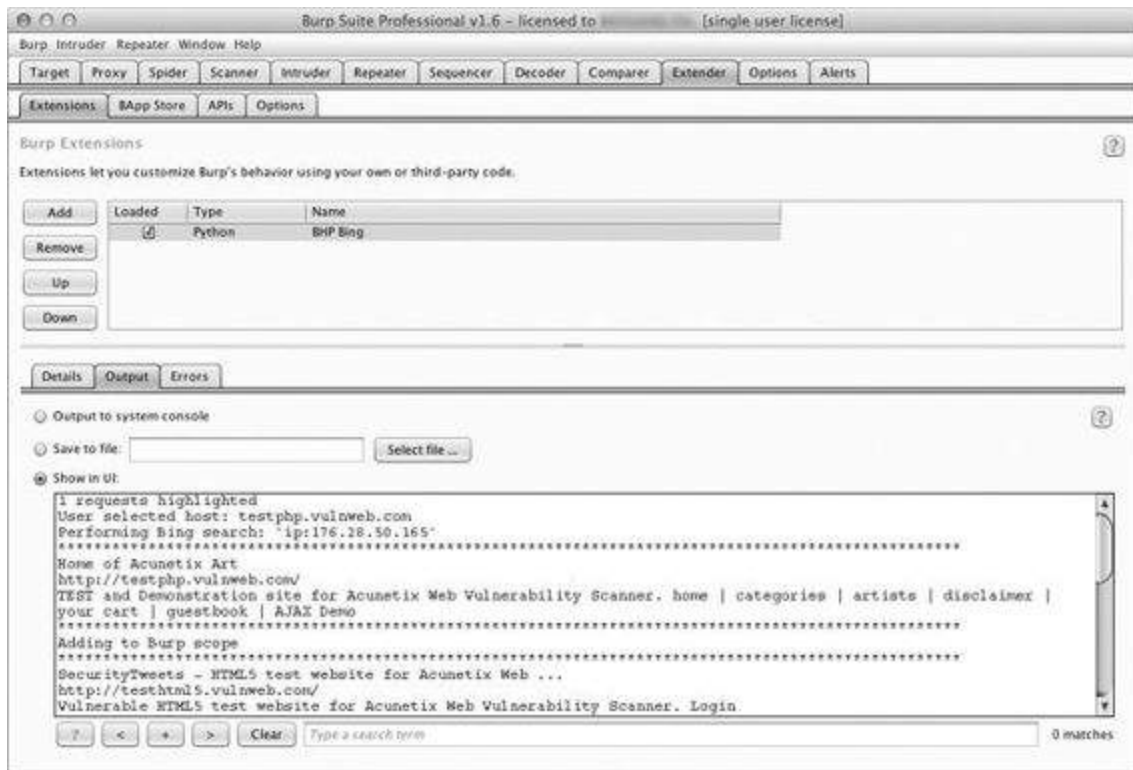 Burp Suite Professional v1.6 – licensed to [single user license]
Burp Intruder Repeater Window Help
Target Proxy Spider Scanner Intruder Repeater Sequencer Decoder Comparer Extender Options Alerts
Extensions BApp Store APIs Options
Burp Extensions
?
Extensions let you customize Burp's behavior using your own or third-party code.
Add
Remove
Up
Down
Loaded Type Name
Python BHP Bing
Details Output Errors
Output to system console
?
Save to file: Select file ...
Show in UI:
1 requests highlighted
User selected host: testphp.vulnweb.com
Performing Bing search: 'ip:176.28.50.165'
****************************************************************************************************
Home of Acunetix Art
http://testphp.vulnweb.com/
TEST and Demonstration site for Acunetix Web Vulnerability Scanner. home | categories | artists | disclaimer |
your cart | guestbook | AJAX Demo
****************************************************************************************************
Adding to Burp scope
****************************************************************************************************
SecurityTweets - HTML5 test website for Acunetix Web ...
http://testhtml5.vulnweb.com/
Vulnerable HTML5 test website for Acunetix Web Vulnerability Scanner. Login
? < + > Clear Type a search term 0 matches